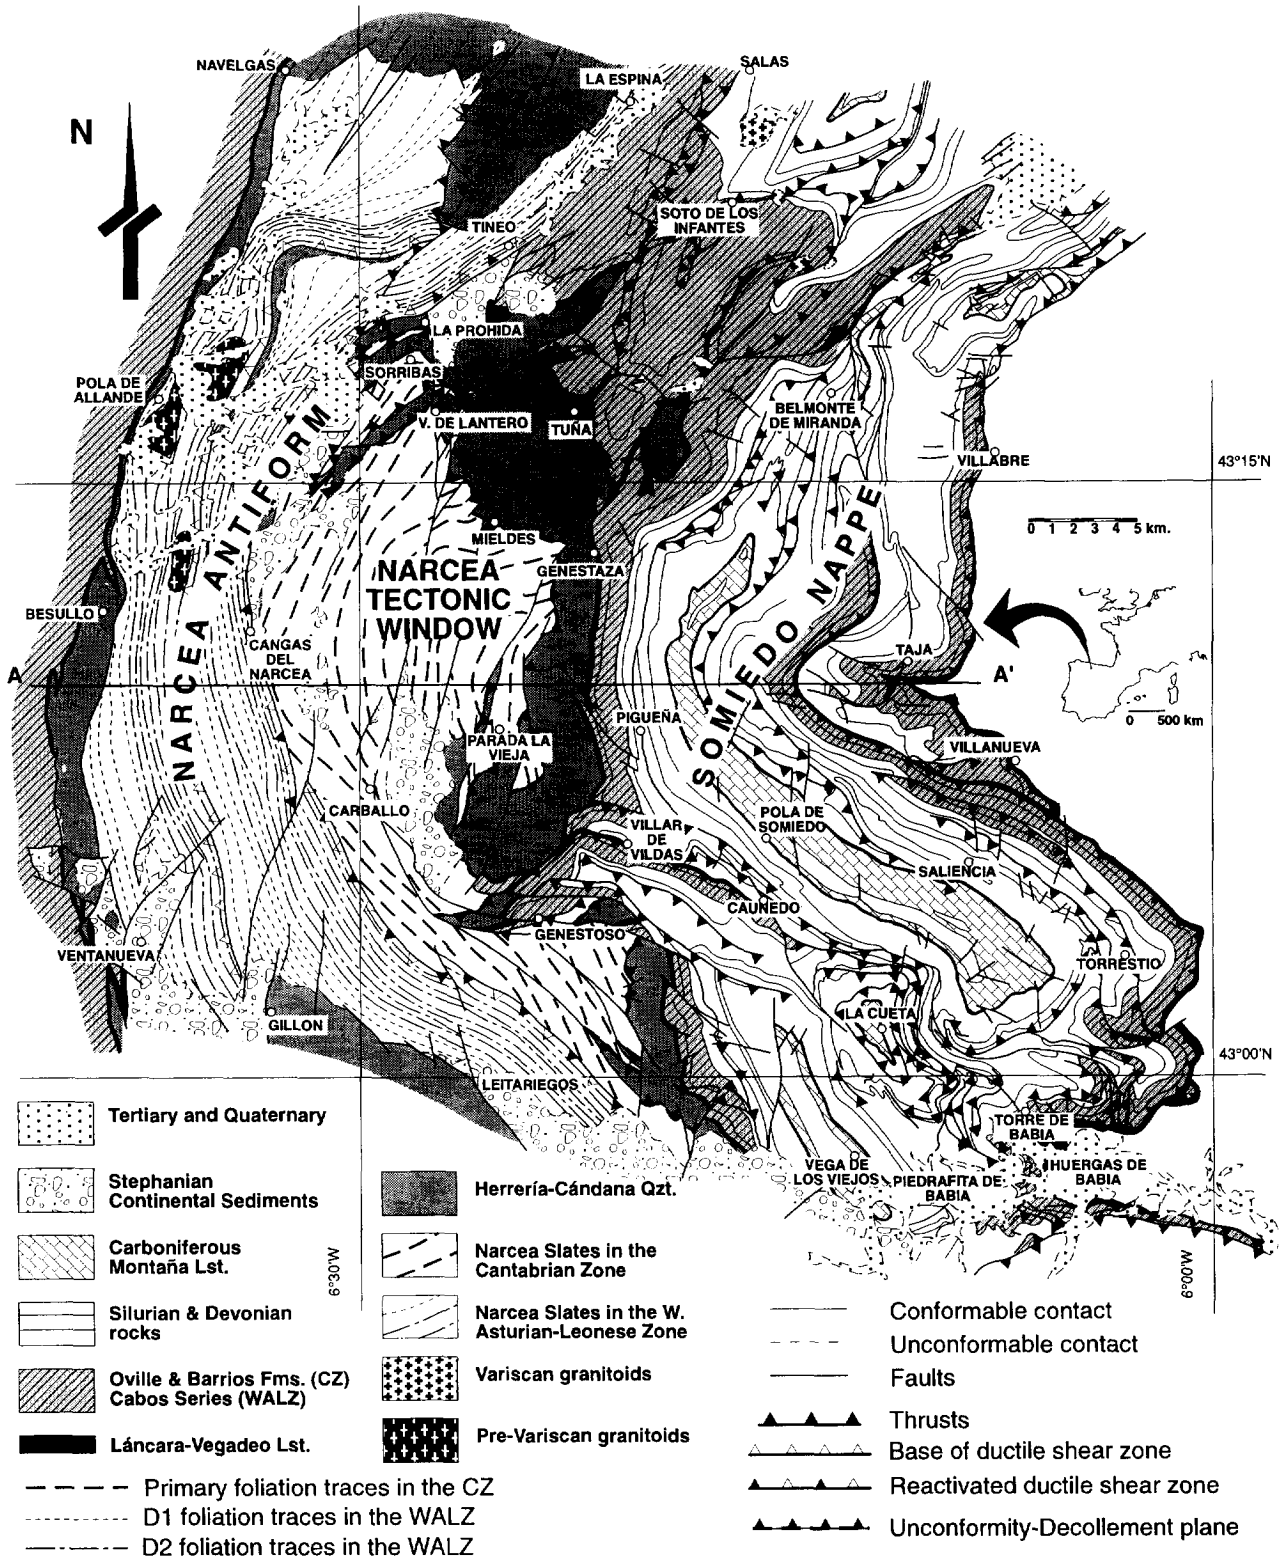 NAVELGAS
SALAS
LA ESPINA
N
SOTO DE LOS
INFANTES
TINEO
LA PROHIDA
SORRIBAS
POLA DE
ALLANDE
V. DE LANTERO
TUÑA
BELMONTE
DE MIRANDA
VILLABRE
43°15'N
NARCEA ANTIFORM
0 1 2 3 4 5 km.
MIELDES
GENESTAZA
NARCEA
TECTONIC
WINDOW
BESULLO
CANGAS
DEL
NARCEA
SOMIEDO NAPPE
TAJA
A
A'
0 500 km
PIGUEÑA
PARADA LA
VIEJA
VILLANUEVA
CARBALLO
POLA DE
SOMIEDO
VILLAR
DE
VILDAS
SALIENCIA
CAUNEDO
GENESTOSO
VENTANUEVA
TORRESTIO
LA CUETA
GILLON
43°00'N
LEITARIEGOS
TORRE DE
BABIA
HUERGAS DE
BABIA
VEGA DE
LOS VIEJOS
PIEDRAFITA DE
BABIA
6°30'W
6°00'W
Tertiary and Quaternary
Stephanian
Continental Sediments
Carboniferous
Montaña Lst.
Silurian & Devonian
rocks
Oville & Barrios Fms. (CZ)
Cabos Series (WALZ)
Láncara-Vegadeo Lst.
Primary foliation traces in the CZ
D1 foliation traces in the WALZ
D2 foliation traces in the WALZ
Herrería-Cándana Qzt.
Narcea Slates in the
Cantabrian Zone
Narcea Slates in the W.
Asturian-Leonese Zone
Variscan granitoids
Pre-Variscan granitoids
Conformable contact
Unconformable contact
Faults
Thrusts
Base of ductile shear zone
Reactivated ductile shear zone
Unconformity-Decollement plane